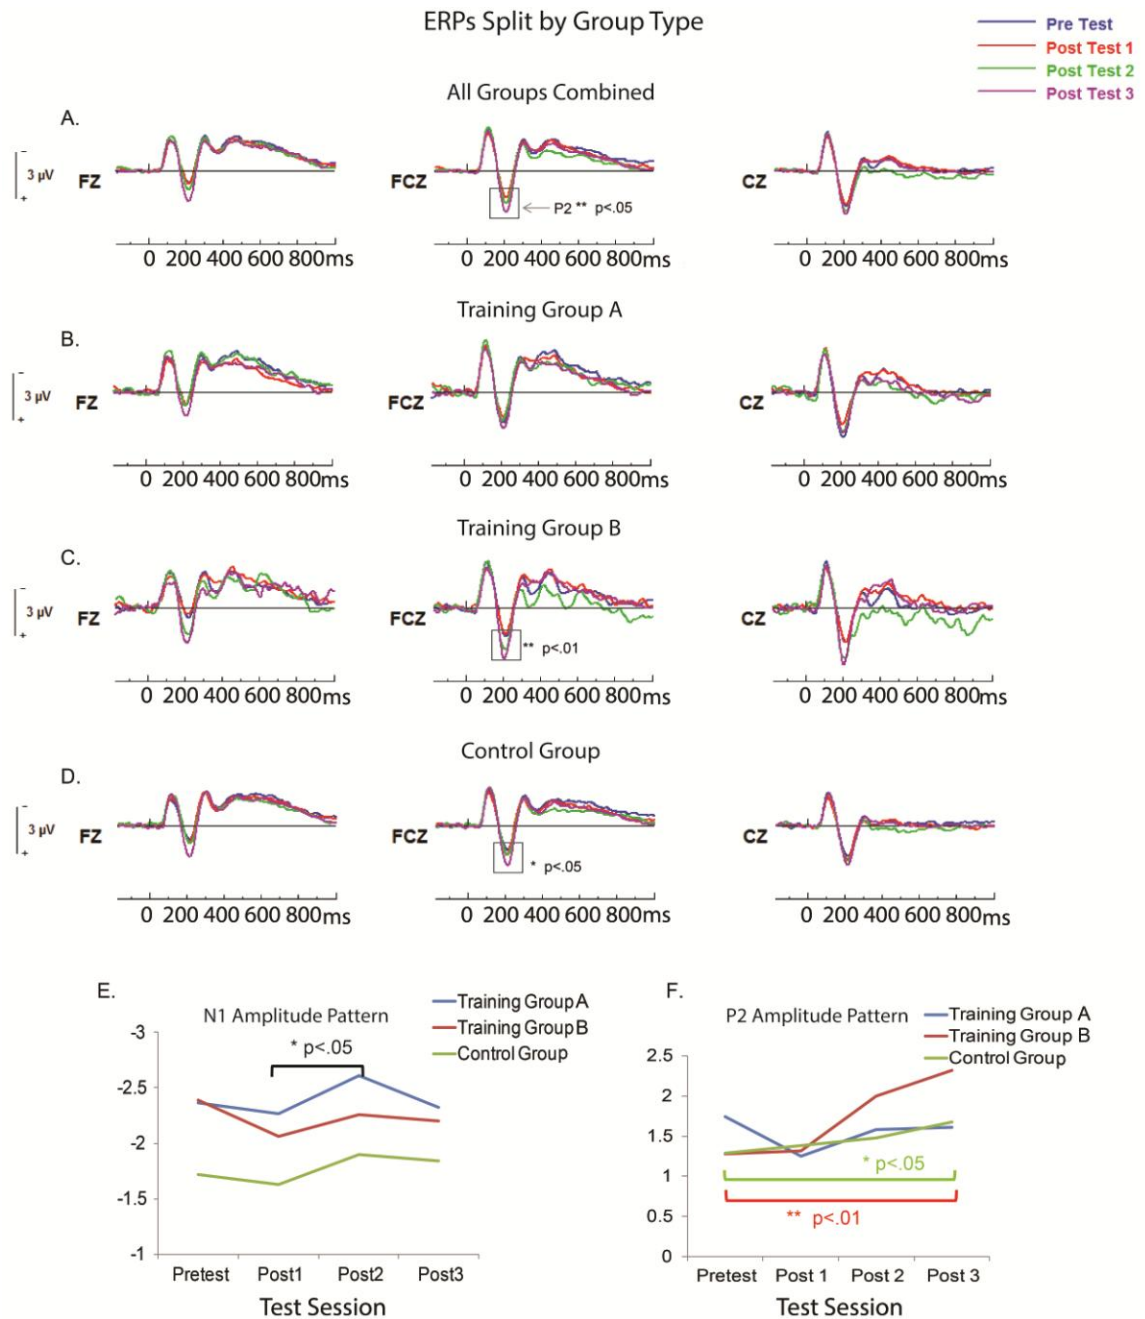 ERPs Split by Group Type
Pre Test
Post Test 1
Post Test 2
Post Test 3
All Groups Combined
A.
-
3 µV
+
FZ
FCZ
CZ
P2 ** p<.05
0 200 400 600 800ms
0 200 400 600 800ms
0 200 400 600 800ms
Training Group A
B.
-
3 µV
+
FZ
FCZ
CZ
0 200 400 600 800ms
0 200 400 600 800ms
0 200 400 600 800ms
Training Group B
C.
-
3 µV
+
FZ
FCZ
CZ
** p<.01
0 200 400 600 800ms
0 200 400 600 800ms
0 200 400 600 800ms
Control Group
D.
-
3 µV
+
FZ
FCZ
CZ
* p<.05
0 200 400 600 800ms
0 200 400 600 800ms
0 200 400 600 800ms
E.
N1 Amplitude Pattern
Training Group A
Training Group B
Control Group
* p<.05
-3
-2.5
-2
-1.5
-1
Pretest Post1 Post2 Post3
Test Session
F.
P2 Amplitude Pattern
Training Group A
Training Group B
Control Group
2.5
2
1.5
1
0.5
0
* p<.05
** p<.01
Pretest Post 1 Post 2 Post 3
Test Session